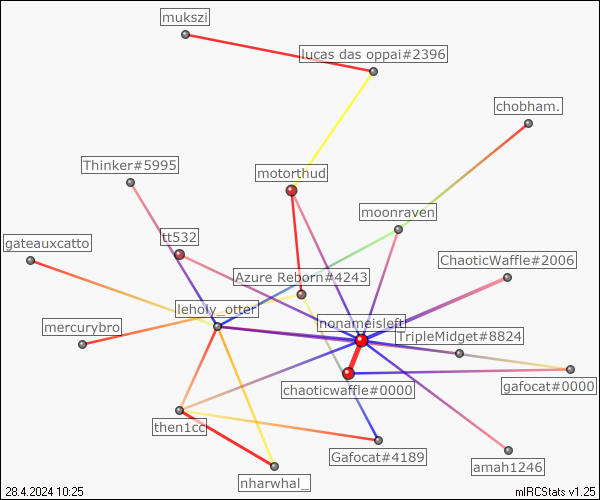 mukszi
lucas das oppai#2396
chobham.
Thinker#5995
motorthud
moonraven
tt532
gateauxcatto
ChaoticWaffle#2006
Azure Reborn#4243
leholy_otter
honameisleft
mercurybro
TripleMidget#8824
chaoticwaffle#0000
gafocat#0000
then1cc
Gafocat#4189
amah1246
nharwhal_
28.4.2024 10:25
mIRCStats v1.25